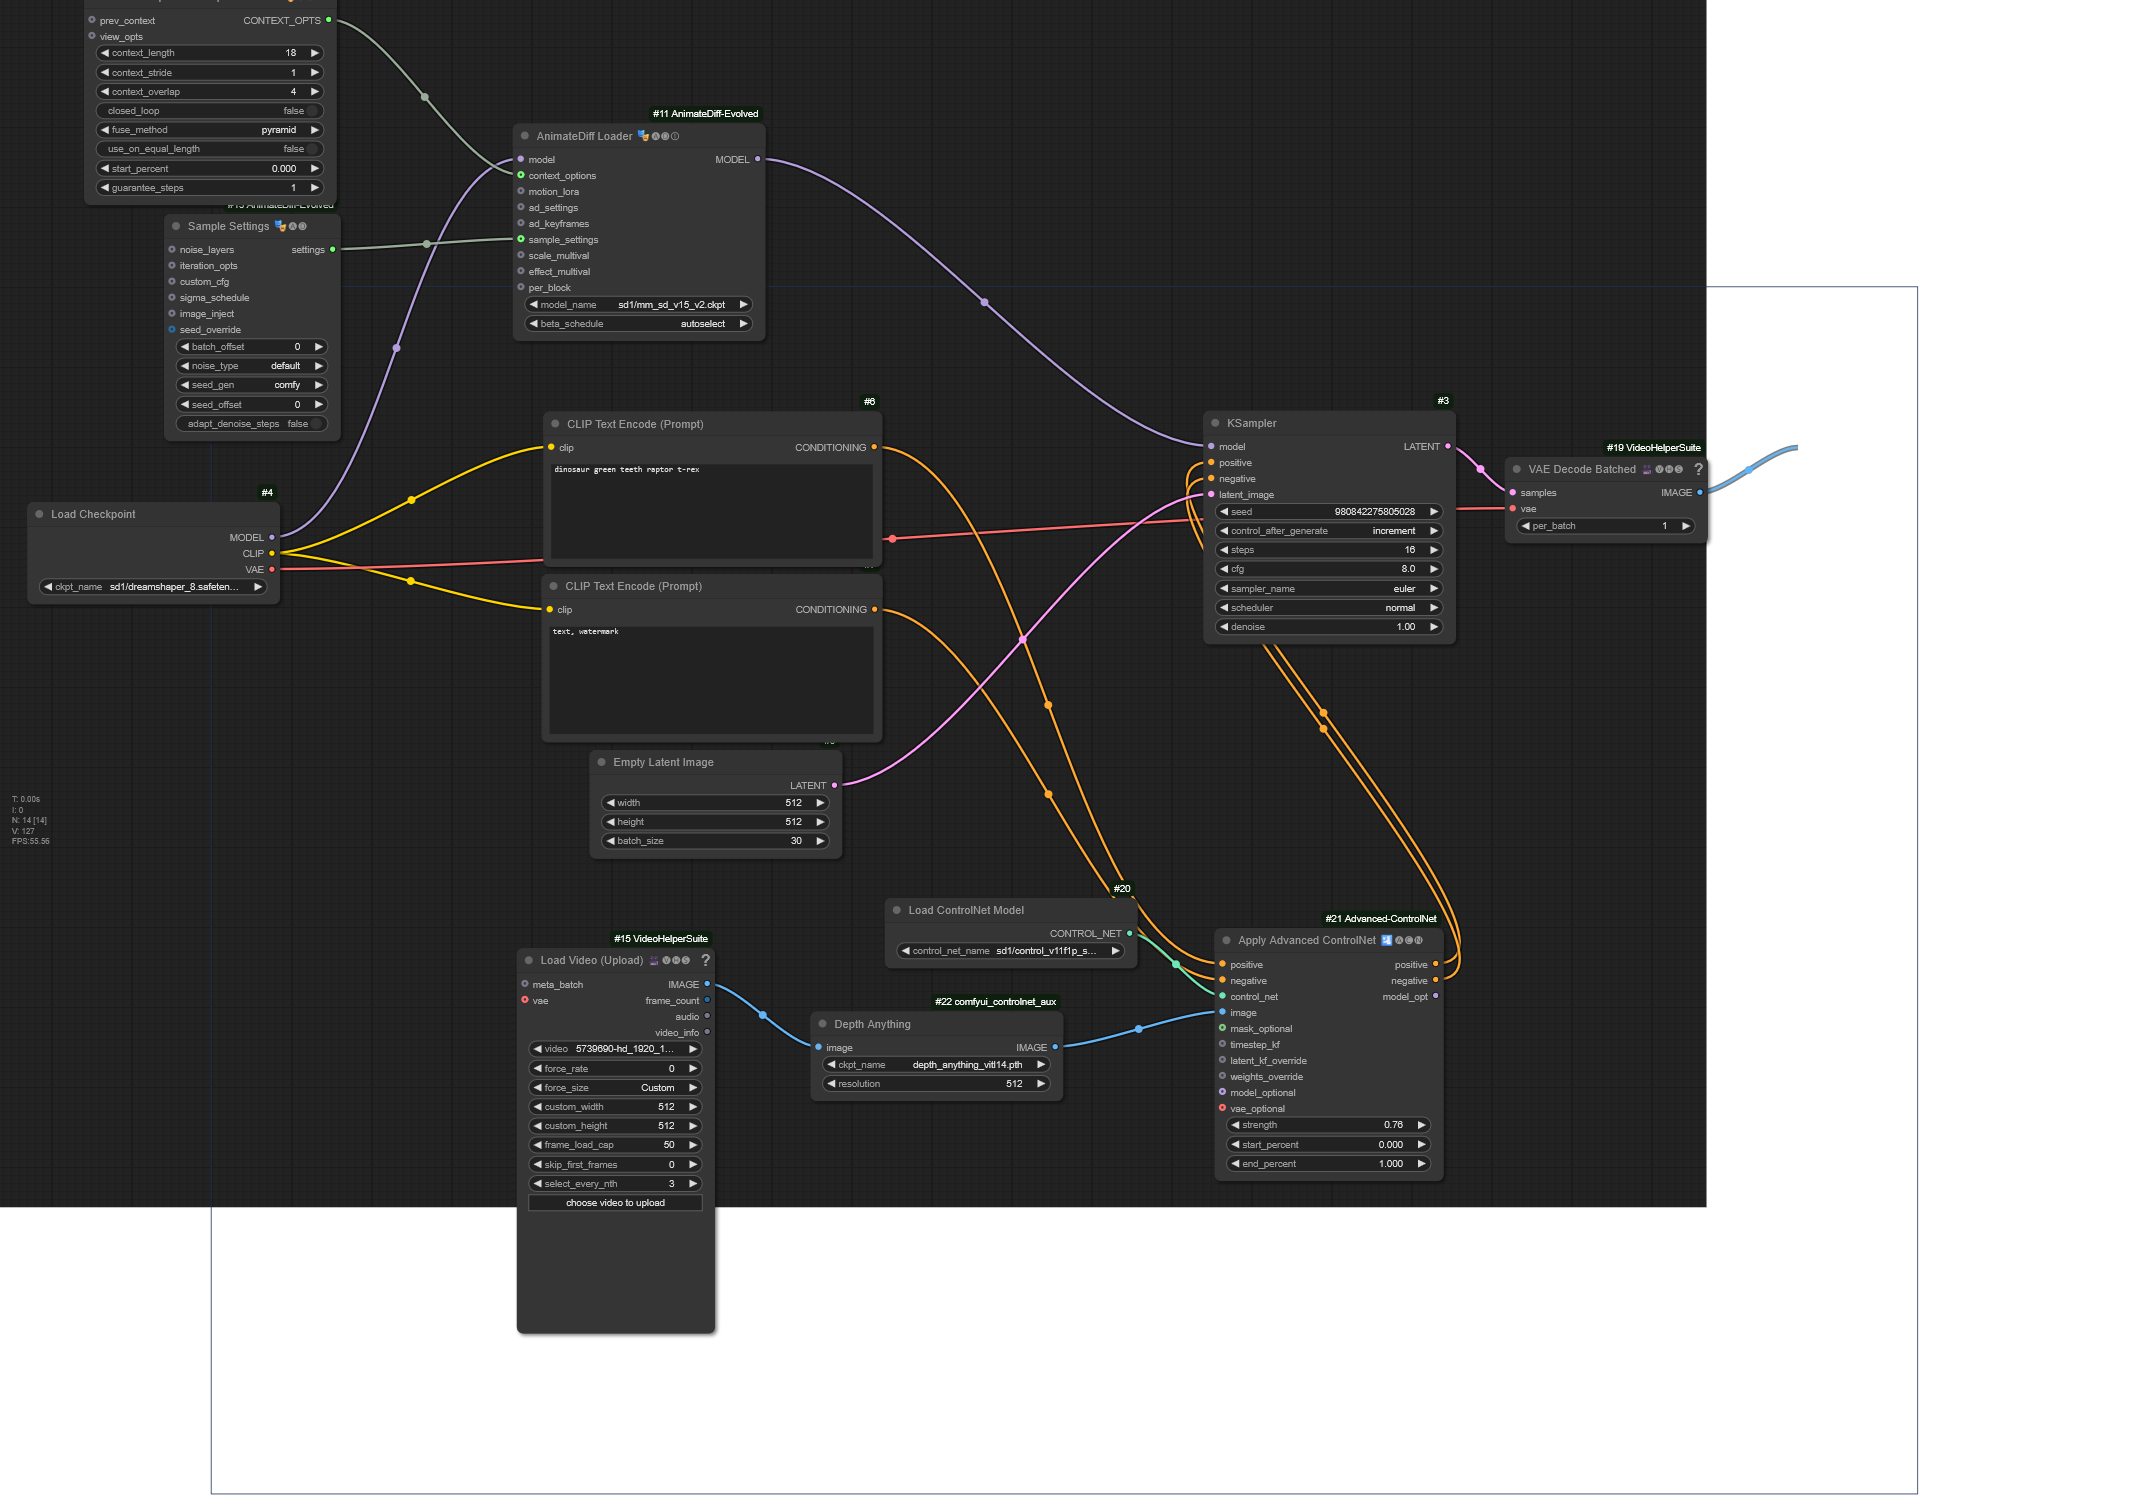 prev_context CONTEXT_OPTS
view_opts
context_length 18
context_stride 1
context_overlap 4
closed_loop false
fuse_method pyramid
use_on_equal_length false
start_percent 0.000
guarantee_steps 1
#11 AnimateDiff-Evolved
AnimateDiff Loader
model MODEL
context_options
motion_lora
ad_settings
ad_keyframes
sample_settings
scale_multival
effect_multival
per_block
model_name sd1/mm_sd_v15_v2.ckpt
beta_schedule autoselect
Sample Settings
noise_layers settings
iteration_opts
custom_cfg
sigma_schedule
image_inject
seed_override
batch_offset 0
noise_type default
seed_gen comfy
seed_offset 0
adapt_denoise_steps false
#4
Load Checkpoint
MODEL
CLIP
VAE
ckpt_name sd1/dreamshaper_8.safeten...
#6
CLIP Text Encode (Prompt)
clip CONDITIONING
dinosaur green teeth raptor t-rex
CLIP Text Encode (Prompt)
clip CONDITIONING
text, watermark
Empty Latent Image
LATENT
width 512
height 512
batch_size 30
#3
KSampler
model LATENT
positive
negative
latent_image
seed 980842275805028
control_after_generate increment
steps 16
cfg 8.0
sampler_name euler
scheduler normal
denoise 1.00
#19 VideoHelperSuite
VAE Decode Batched ?
samples IMAGE
vae
per_batch 1
T: 0.00s
I: 0
N: 14 [14]
V: 127
FPS:55.56
#20
Load ControlNet Model
CONTROL_NET
control_net_name sd1/control_v11f1p_s...
#15 VideoHelperSuite
Load Video (Upload) ?
meta_batch IMAGE
vae frame_count
audio
video_info
video 5739690-hd_1920_1...
force_rate 0
force_size Custom
custom_width 512
custom_height 512
frame_load_cap 50
skip_first_frames 0
select_every_nth 3
choose video to upload
#22 comfyui_controlnet_aux
Depth Anything
image IMAGE
ckpt_name depth_anything_vitl14.pth
resolution 512
#21 Advanced-ControlNet
Apply Advanced ControlNet
positive positive
negative negative
control_net model_opt
image
mask_optional
timestep_kf
latent_kf_override
weights_override
model_optional
vae_optional
strength 0.76
start_percent 0.000
end_percent 1.000